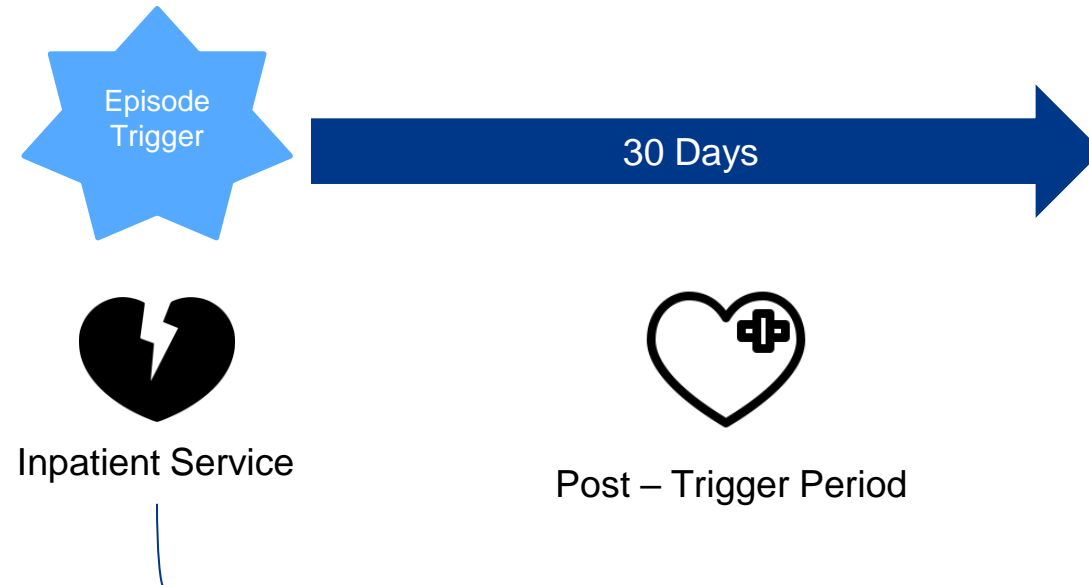 Episode
Trigger
30 Days
Inpatient Service
Post – Trigger Period